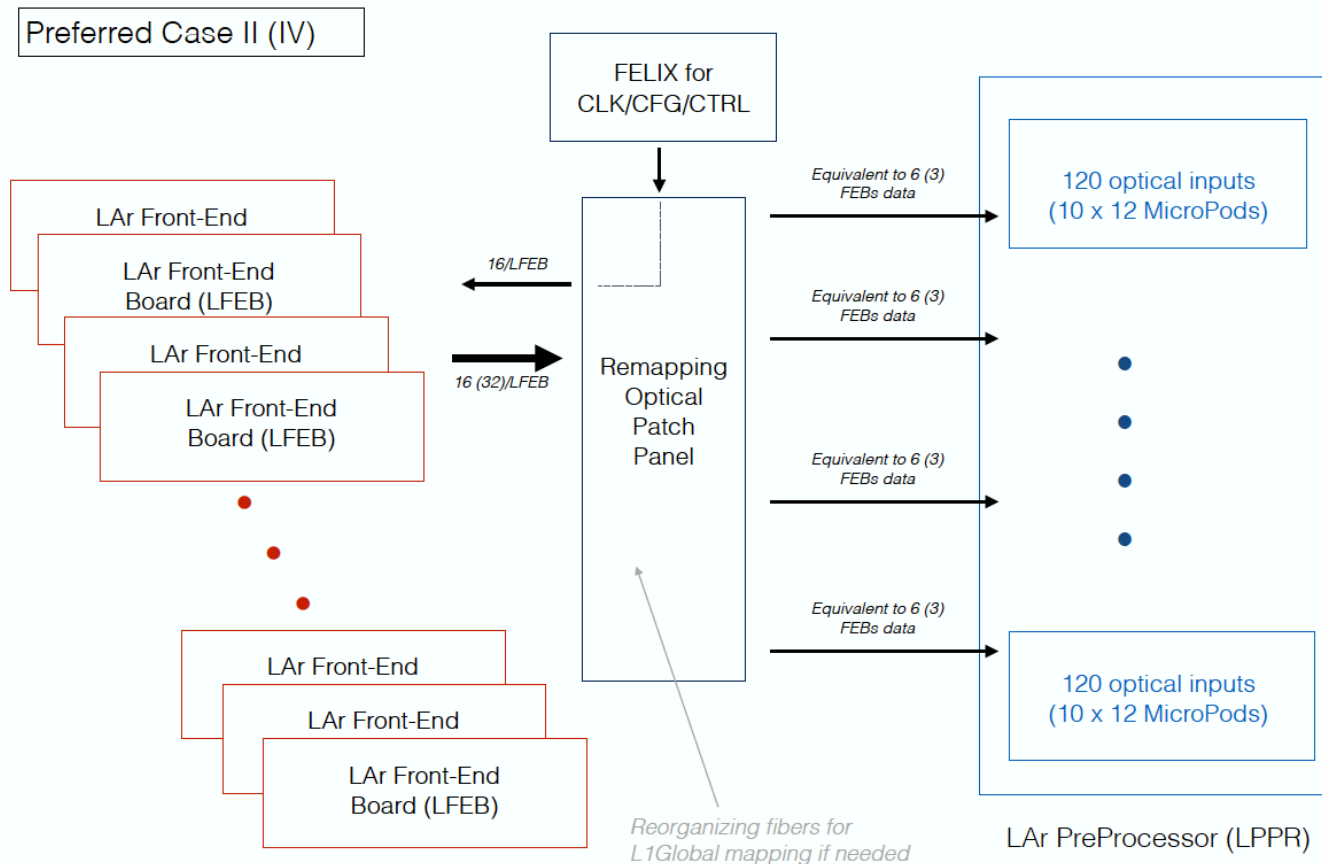 Preferred Case II (IV)
FELIX for
CLK/CFG/CTRL
LAr Front-End
LAr Front-End
Board (LFEB)
LAr Front-End
LAr Front-End
Board (LFEB)
16/LFEB
16 (32)/LFEB
Remapping
Optical
Patch
Panel
Equivalent to 6 (3)
FEBs data
Equivalent to 6 (3)
FEBs data
Equivalent to 6 (3)
FEBs data
Equivalent to 6 (3)
FEBs data
120 optical inputs
(10 x 12 MicroPods)
120 optical inputs
(10 x 12 MicroPods)
LAr Front-End
LAr Front-End
LAr Front-End
Board (LFEB)
Reorganizing fibers for
L1Global mapping if needed
LAr PreProcessor (LPPR)